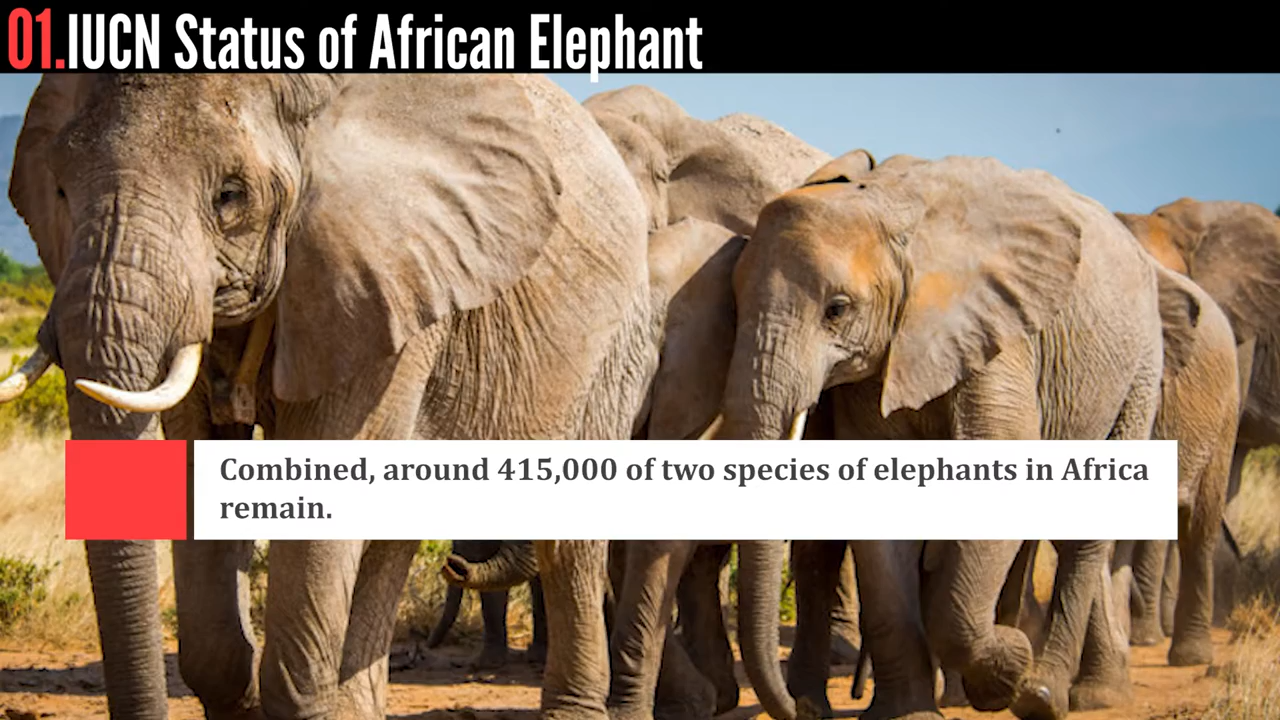 01.IUCN Status of African Elephant
Combined, around 415,000 of two species of elephants in Africa
remain.